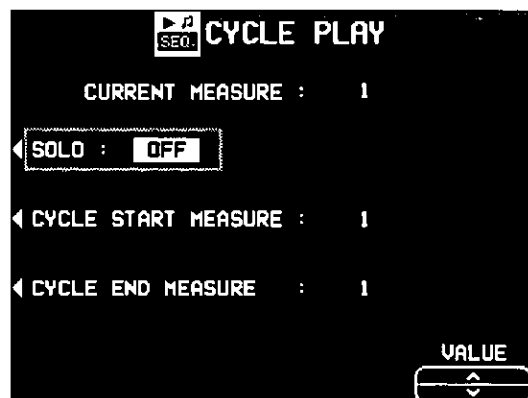 SEQ. CYCLE PLAY
CURRENT MEASURE : 1
SOLO : OFF
CYCLE START MEASURE : 1
CYCLE END MEASURE : 1
VALUE